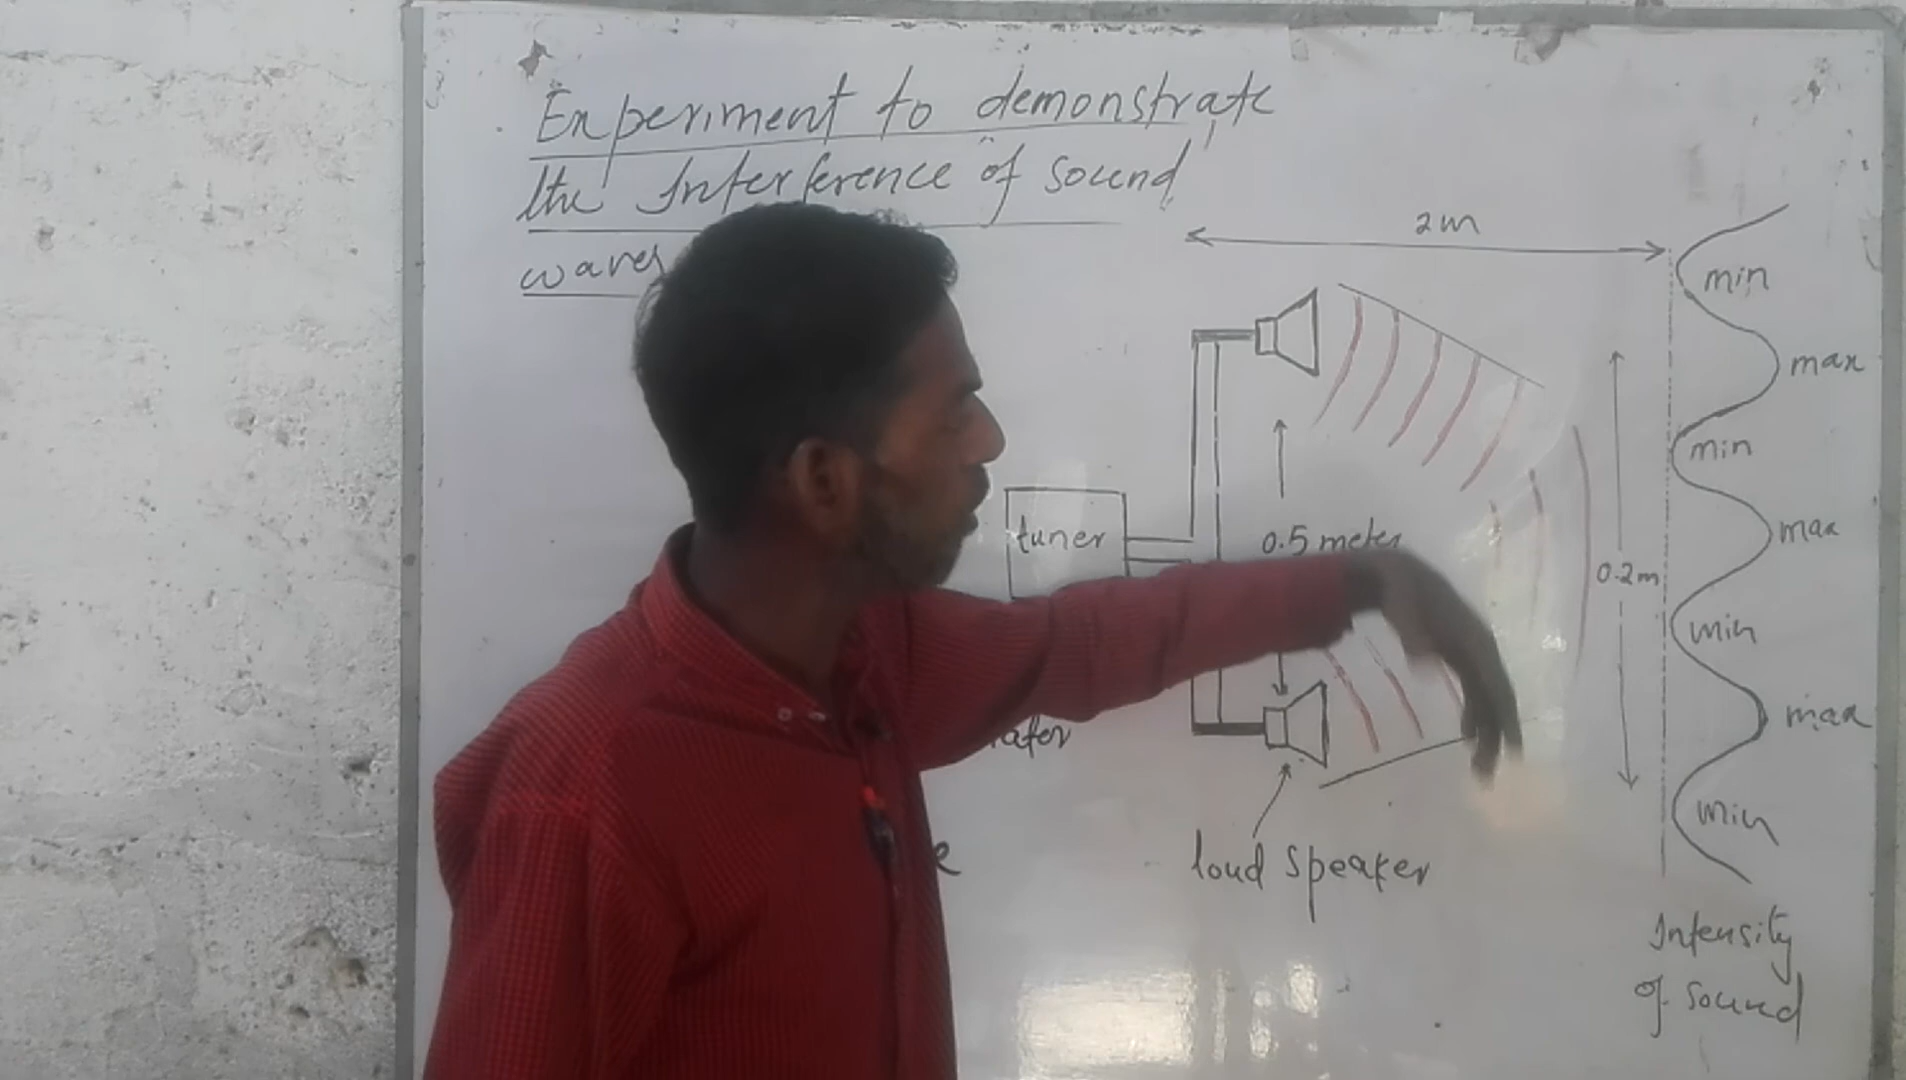 Experiment to demonstrate
the Interference of sound
waves
2m
min
max
min
tuner
0.5 meter
max
0.2m
min
max
min
loud speaker
Intensity
of sound